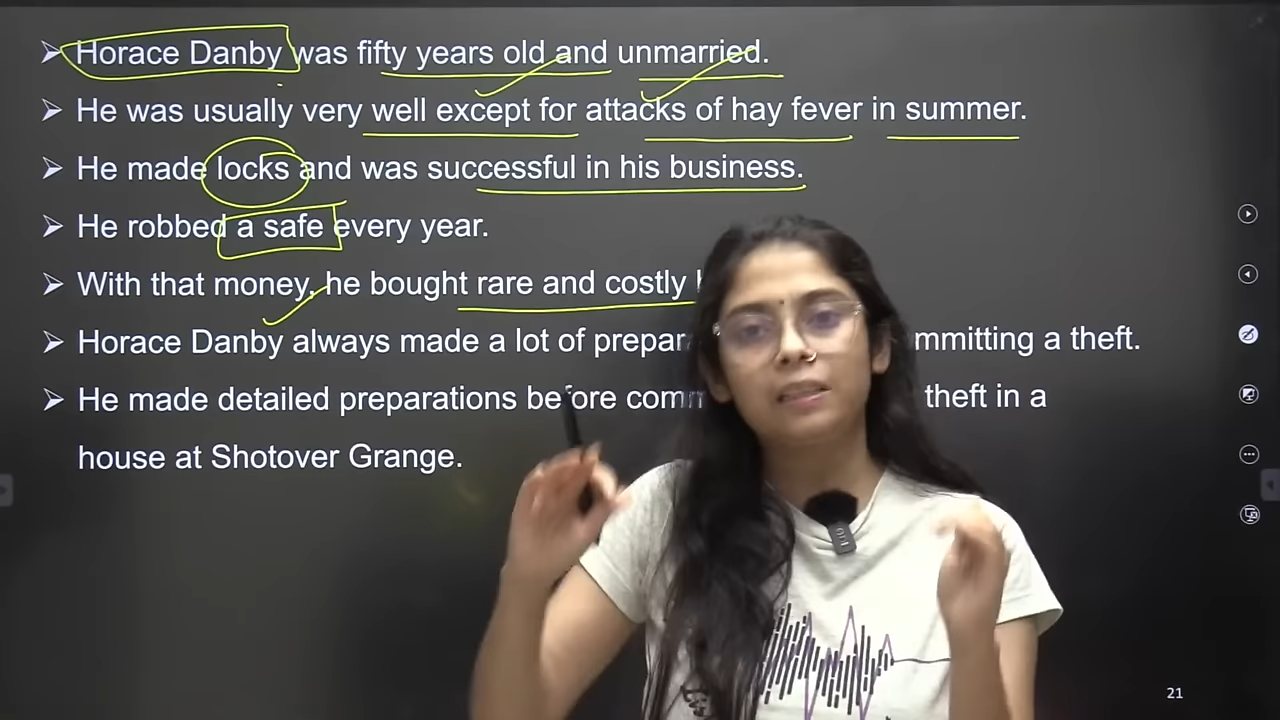 ➤ Horace Danby was fifty years old and unmarried.
➤ He was usually very well except for attacks of hay fever in summer.
➤ He made locks and was successful in his business.
➤ He robbed a safe every year.
➤ With that money, he bought rare and costly
➤ Horace Danby always made a lot of a theft.
➤ He made detailed preparations before theft in a
house at Shotover Grange.
21